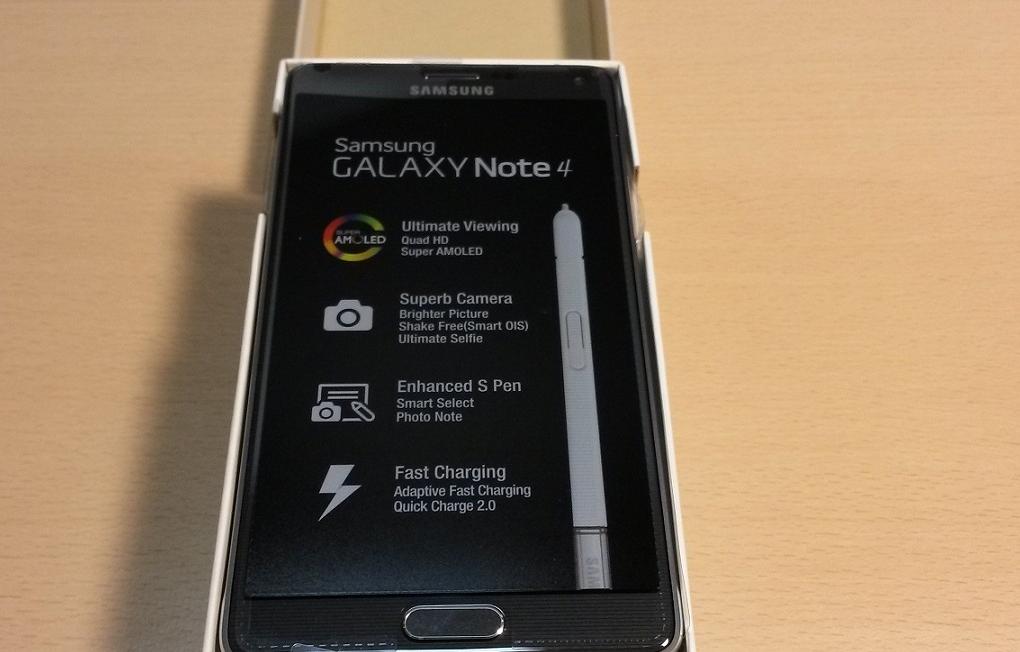 SAMSUNG
Samsung
GALAXY Note 4
SUPER
AMOLED
Ultimate Viewing
Quad HD
Super AMOLED
Superb Camera
Brighter Picture
Shake Free(Smart OIS)
Ultimate Selfie
Enhanced S Pen
Smart Select
Photo Note
Fast Charging
Adaptive Fast Charging
Quick Charge 2.0
SAM